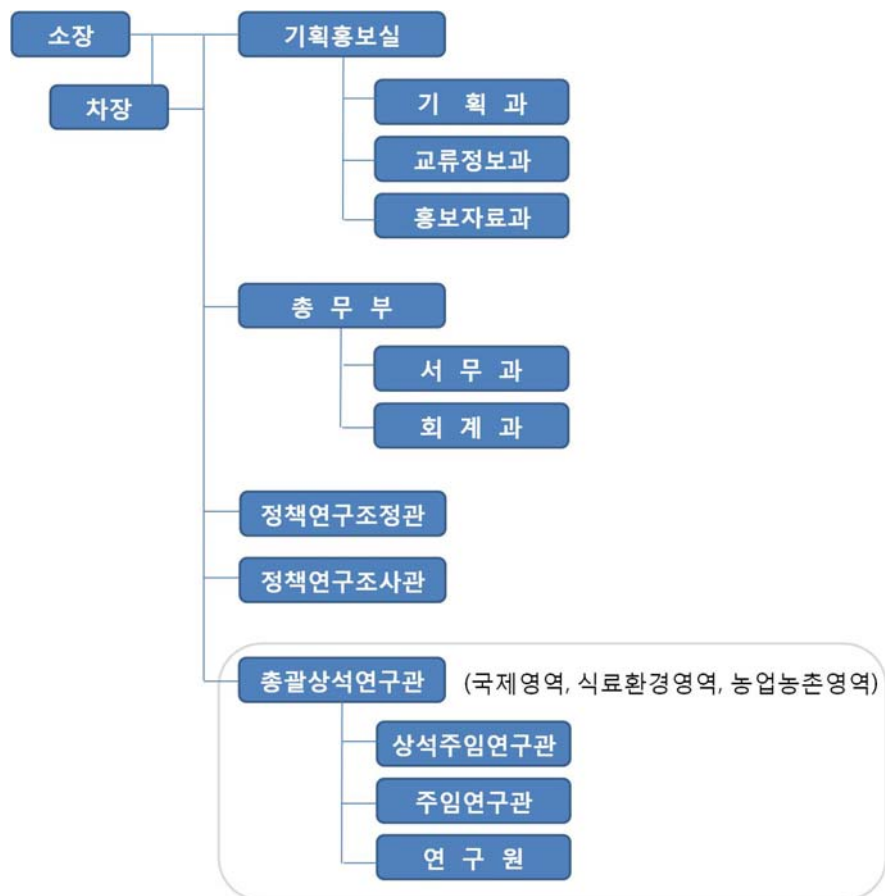 소장
기획홍보실
차장
기 획 과
교류정보과
홍보자료과
총 무 부
서 무 과
회 계 과
정책연구조정관
정책연구조사관
총괄상석연구관 (국제영역, 식료환경영역, 농업농촌영역)
상석주임연구관
주임연구관
연 구 원